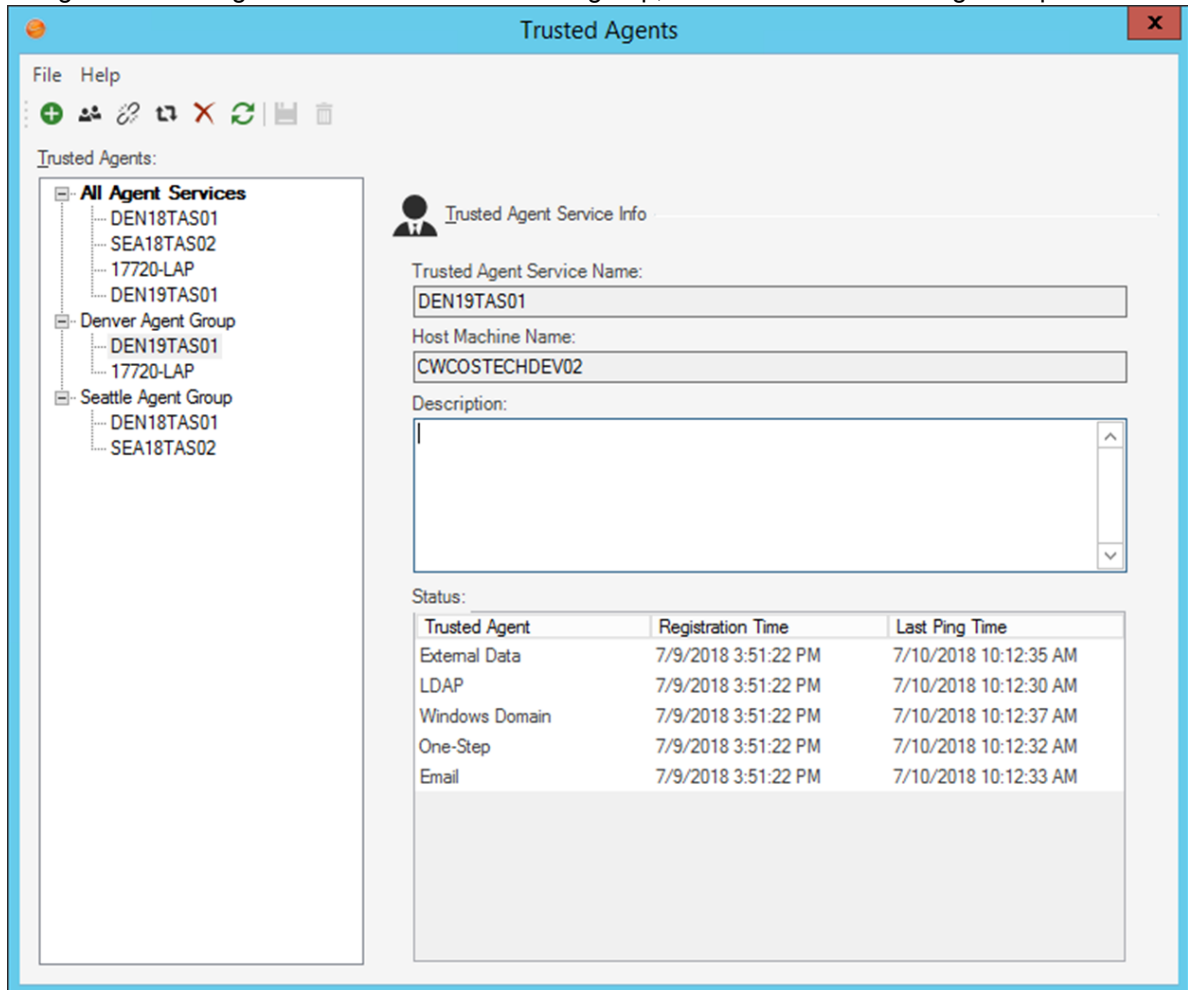 Trusted Agents
x
File Help
Trusted Agents:
All Agent Services
DEN18TAS01
SEA18TAS02
17720-LAP
DEN19TAS01
Denver Agent Group
DEN19TAS01
17720-LAP
Seattle Agent Group
DEN18TAS01
SEA18TAS02
Trusted Agent Service Info
Trusted Agent Service Name:
DEN19TAS01
Host Machine Name:
CWCOSTECHDEV02
Description:
Status:
Trusted Agent Registration Time Last Ping Time
External Data 7/9/2018 3:51:22 PM 7/10/2018 10:12:35 AM
LDAP 7/9/2018 3:51:22 PM 7/10/2018 10:12:30 AM
Windows Domain 7/9/2018 3:51:22 PM 7/10/2018 10:12:37 AM
One-Step 7/9/2018 3:51:22 PM 7/10/2018 10:12:32 AM
Email 7/9/2018 3:51:22 PM 7/10/2018 10:12:33 AM